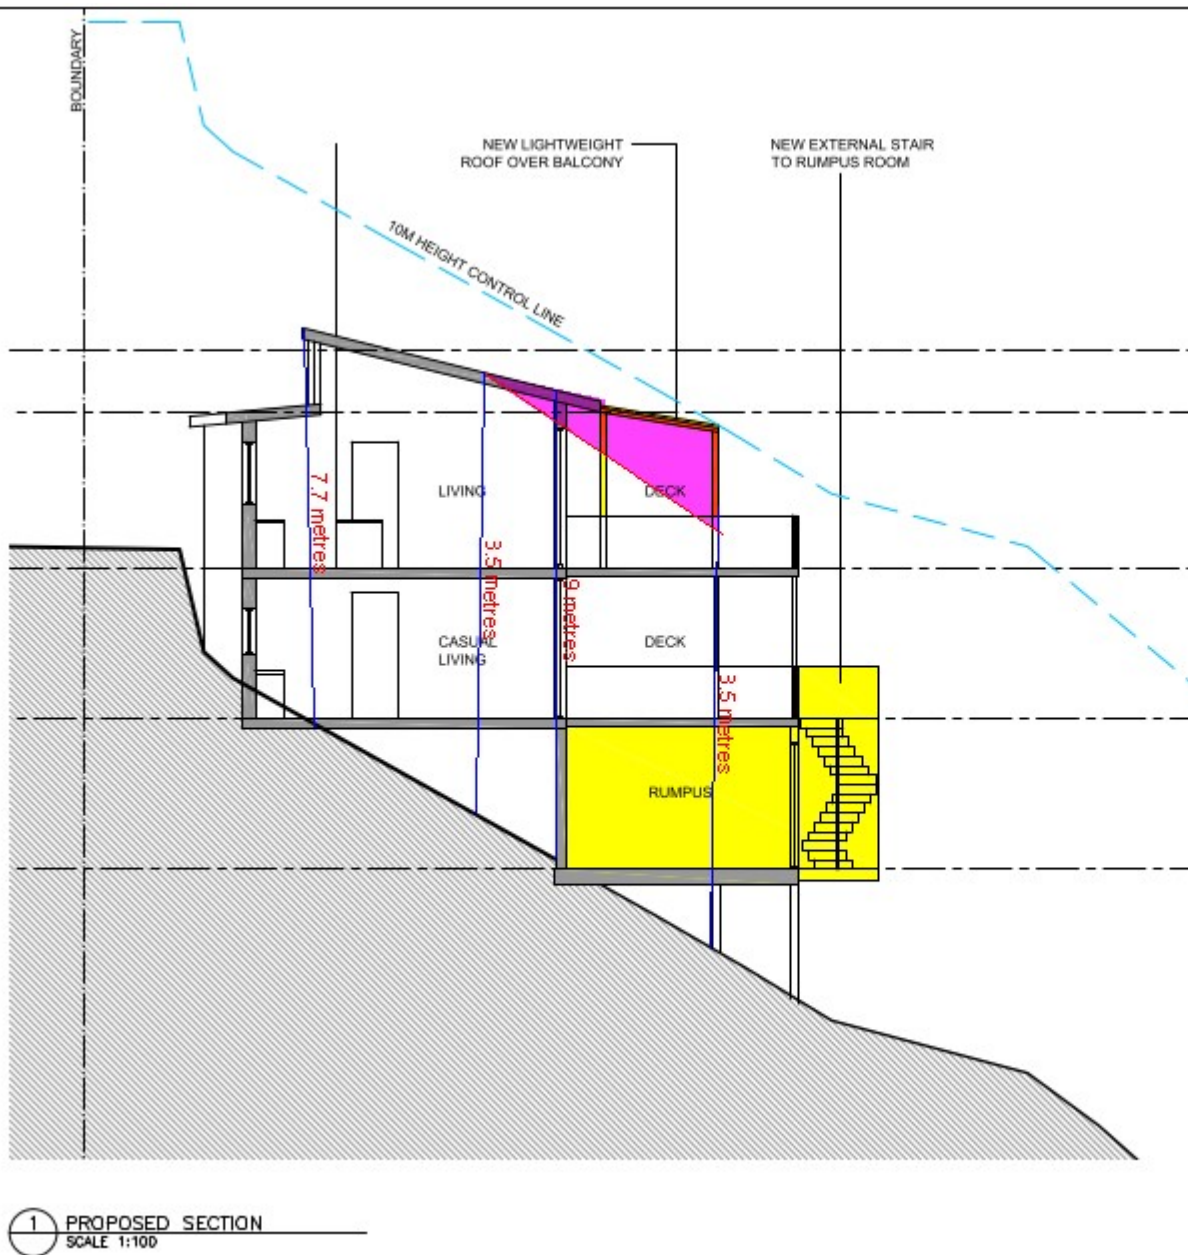 BOUNDARY
NEW LIGHTWEIGHT
ROOF OVER BALCONY
NEW EXTERNAL STAIR
TO RUMPUS ROOM
10M HEIGHT CONTROL LINE
LIVING
DECK
7.7 metres
3.5 metres
9 metres
CASUAL
LIVING
DECK
3.5 metres
RUMPUS
1 PROPOSED SECTION
SCALE 1:100